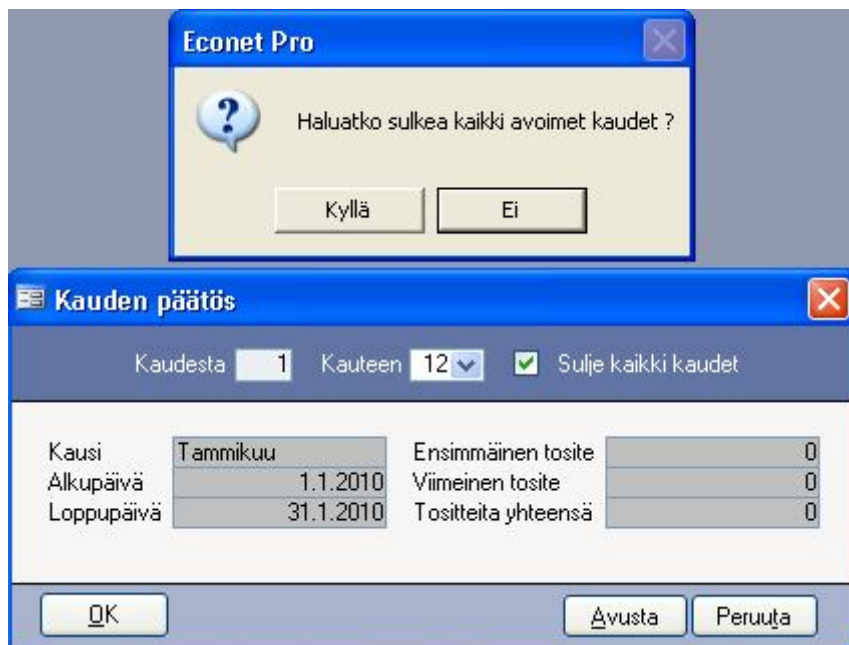 Econet Pro
Haluatko sulkea kaikki avoimet kaudet ?
Kyllä Ei
Kauden päätös
Kaudesta 1 Kauteen 12 Sulje kaikki kaudet
Kausi Tammikuu Ensimmäinen tosite 0
Alkupäivä 1.1.2010 Viimeinen tosite 0
Loppupäivä 31.1.2010 Tositteita yhteensä 0
OK Avusta Peruuta